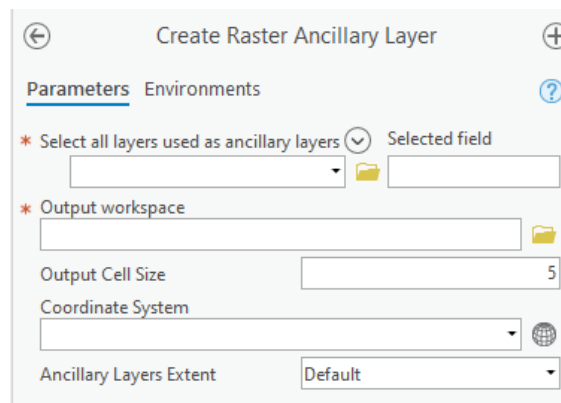 Create Raster Ancillary Layer
Parameters Environments
* Select all layers used as ancillary layers Selected field
* Output workspace
Output Cell Size 5
Coordinate System
Ancillary Layers Extent Default